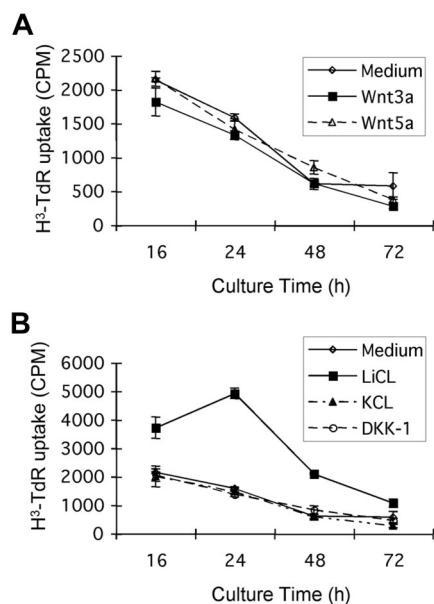 A
H³-TdR uptake (CPM)
2500
2000
1500
1000
500
0
Medium
Wnt3a
Wnt5a
16 24 48 72
Culture Time (h)
B
H³-TdR uptake (CPM)
6000
5000
4000
3000
2000
1000
0
Medium
LiCL
KCL
DKK-1
16 24 48 72
Culture Time (h)